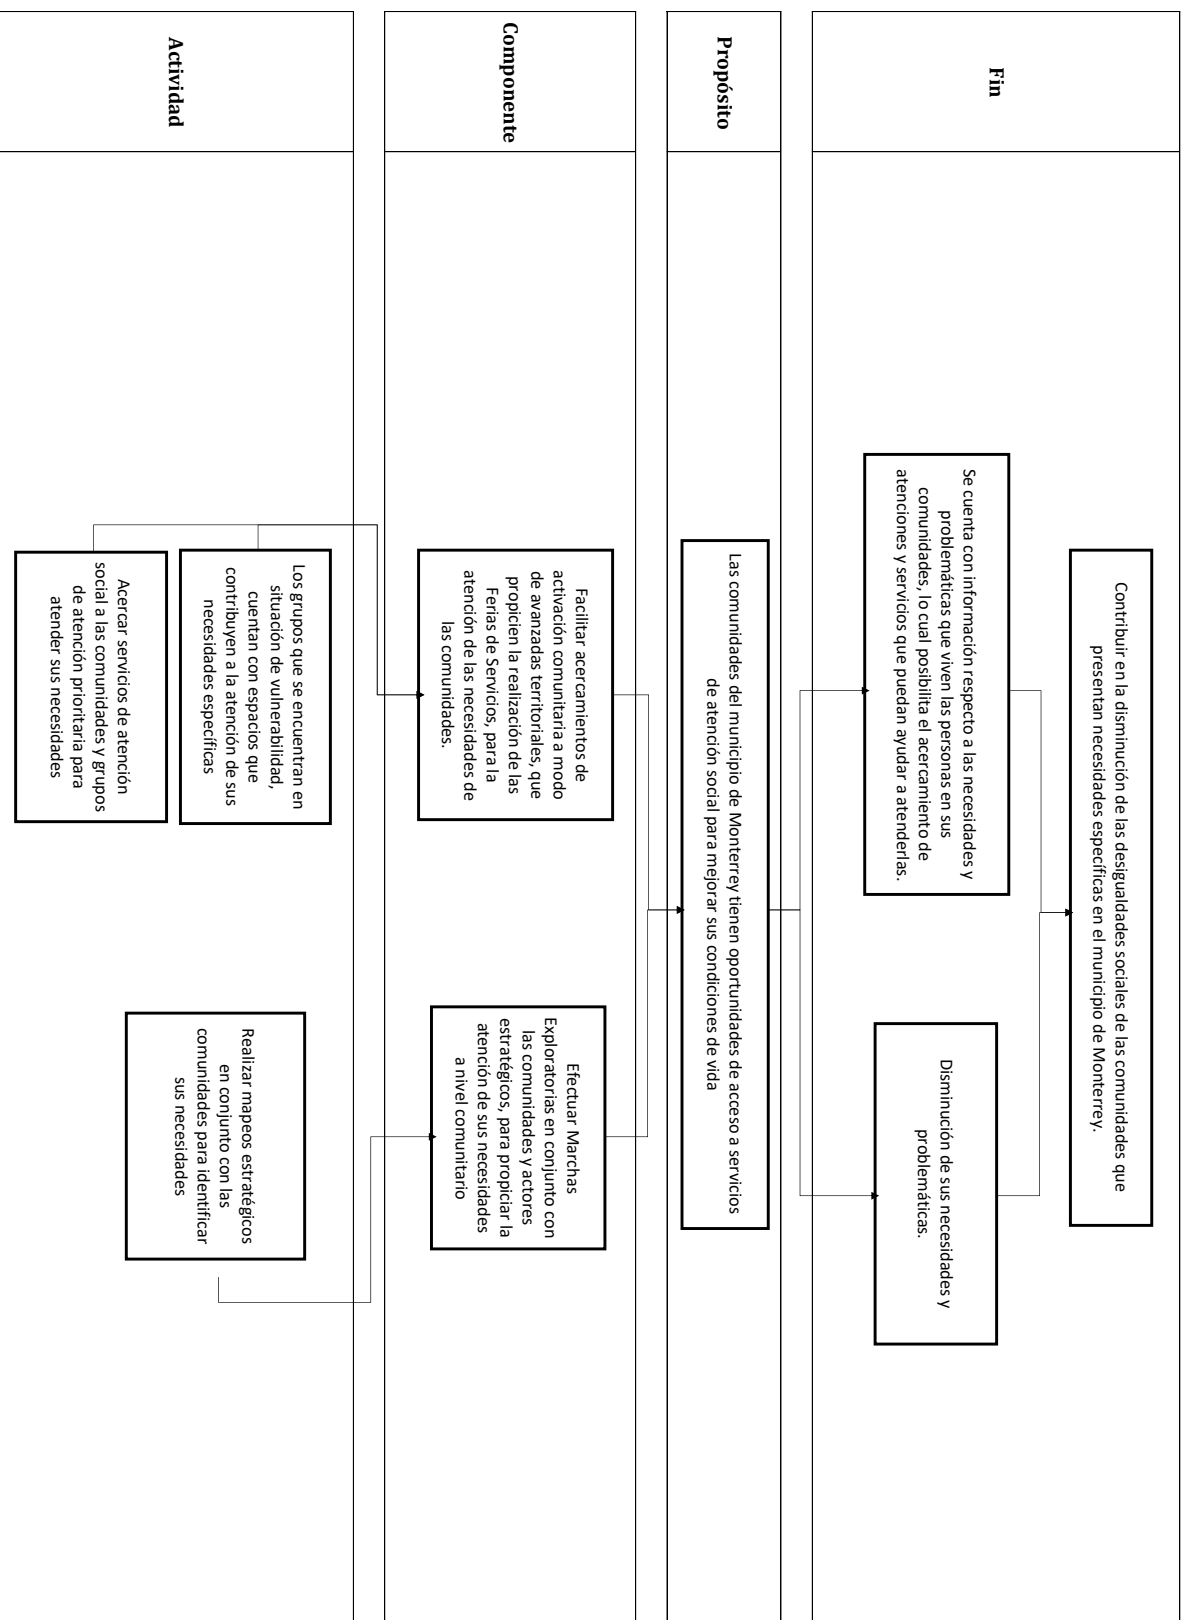 Fin
Contribuir en la disminución de las desigualdades sociales de las comunidades que
presentan necesidades específicas en el municipio de Monterrey.
Se cuenta con información respecto a las necesidades y
problemáticas que viven las personas en sus
comunidades, lo cual posibilita el acercamiento de
atenciones y servicios que puedan ayudar a atenderlas.
Disminución de sus necesidades y
problemáticas.
Propósito
Las comunidades del municipio de Monterrey tienen oportunidades de acceso a servicios
de atención social para mejorar sus condiciones de vida
Componente
Facilitar acercamientos de
activación comunitaria a modo
de avanzadas territoriales, que
propicien la realización de las
Ferias de Servicios, para la
atención de las necesidades de
las comunidades.
Efectuar Marchas
Exploratorias en conjunto con
las comunidades y actores
estratégicos, para propiciar la
atención de sus necesidades
a nivel comunitario
Actividad
Los grupos que se encuentran en
situación de vulnerabilidad,
cuentan con espacios que
contribuyen a la atención de sus
necesidades específicas
Acercar servicios de atención
social a las comunidades y grupos
de atención prioritaria para
atender sus necesidades
Realizar mapeos estratégicos
en conjunto con las
comunidades para identificar
sus necesidades